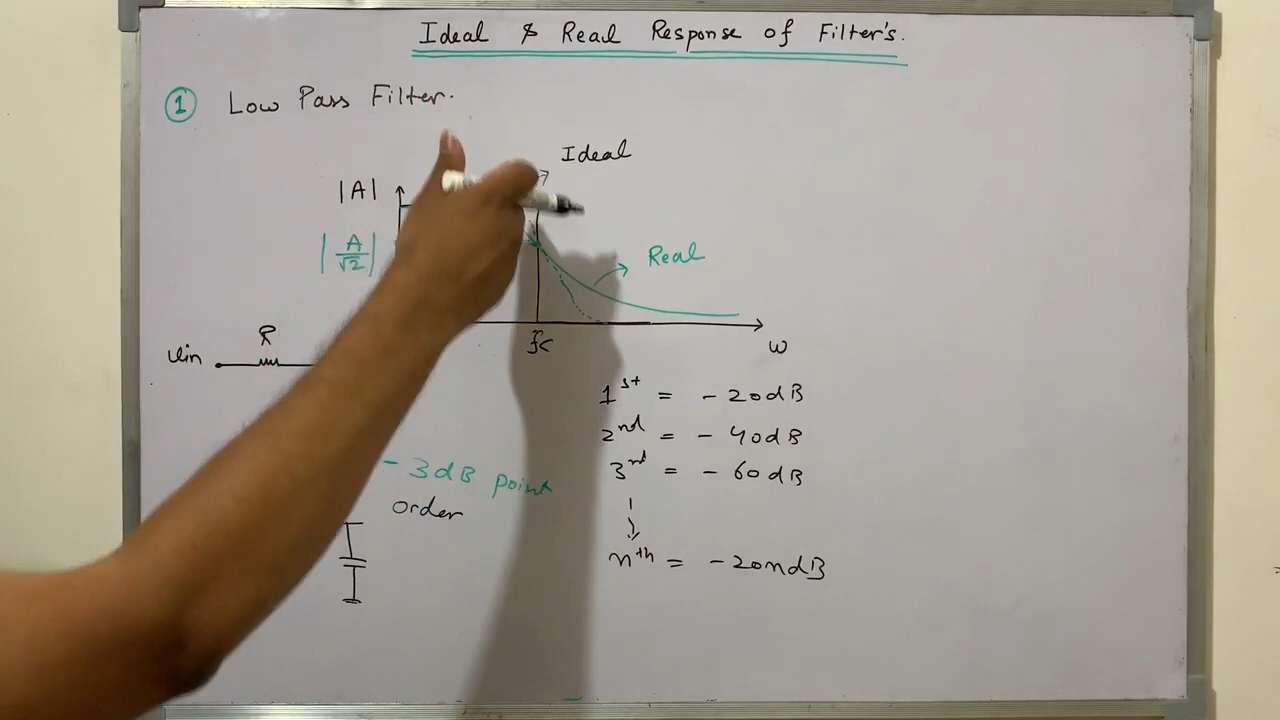 Ideal & Real Response of Filter's.
① Low Pass Filter.
Ideal
|A|
|A/√2|
Real
fc
ω
R
Vin
1st = - 20dB
2nd = - 40dB
3rd = - 60dB
nth = - 20ndB
- 3dB point
order